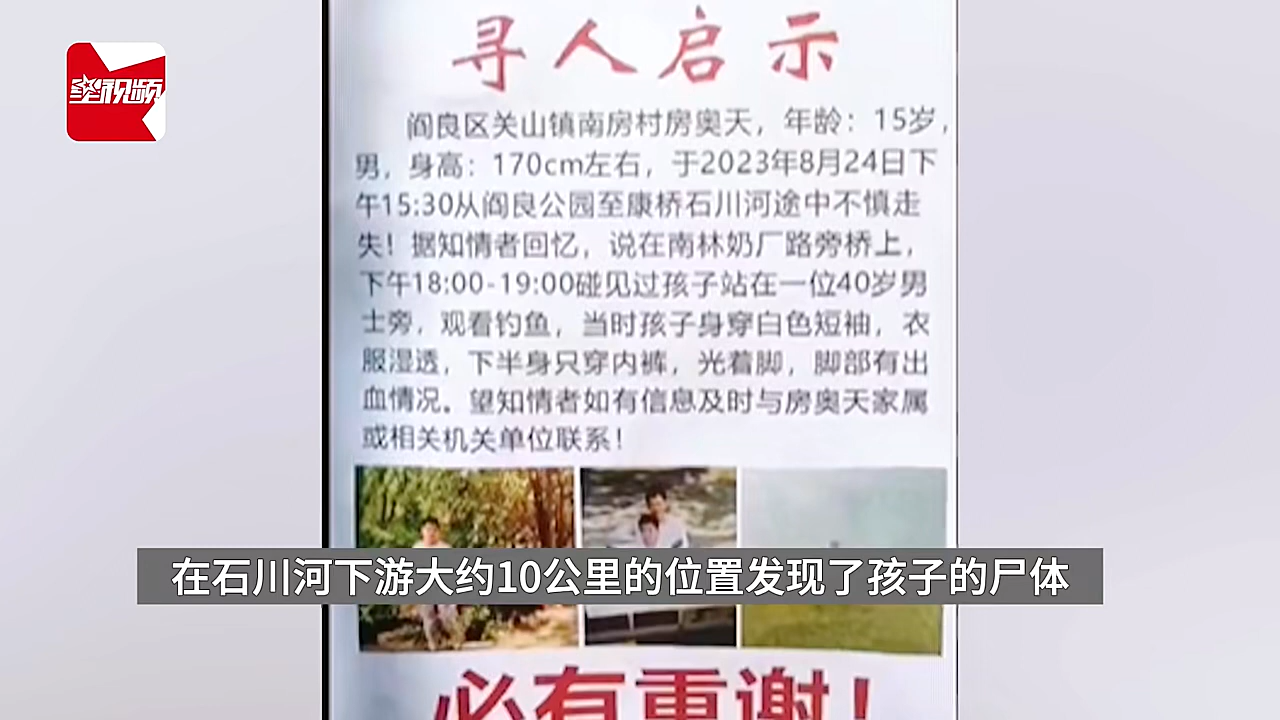 寻人启示
星视频
阎良区关山镇南房村房奥天，年龄：15岁，
男，身高：170cm左右，于2023年8月24日下
午15:30从阎良公园至康桥石川河途中不慎走
失！据知情者回忆，说在南林奶厂路旁桥上，
下午18:00-19:00碰见过孩子站在一位40岁男
士旁，观看钓鱼，当时孩子身穿白色短袖，衣
服湿透，下半身只穿内裤，光着脚，脚部有出
血情况。望知情者如有信息及时与房奥天家属
或相关机关单位联系！
在石川河下游大约10公里的位置发现了孩子的尸体
必有重谢！